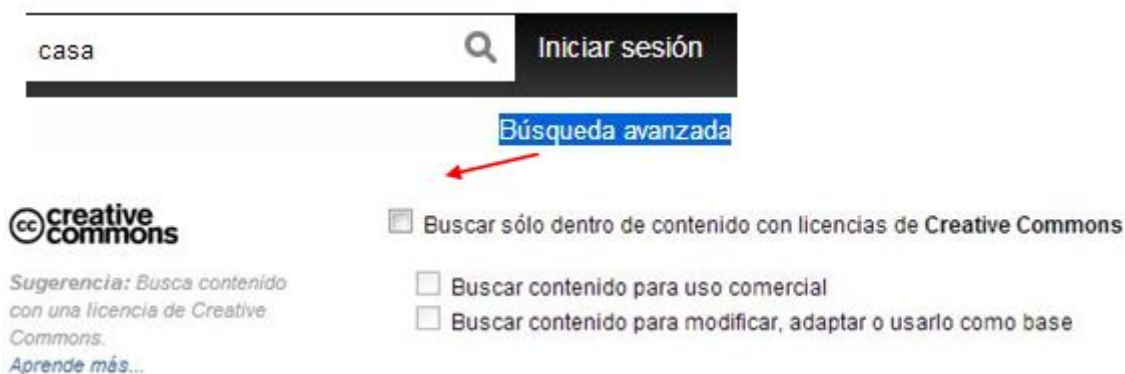 casa
Iniciar sesión
Búsqueda avanzada
cc creative commons
Buscar sólo dentro de contenido con licencias de Creative Commons
Sugerencia: Busca contenido
con una licencia de Creative
Commons.
Aprende más...
Buscar contenido para uso comercial
Buscar contenido para modificar, adaptar o usarlo como base